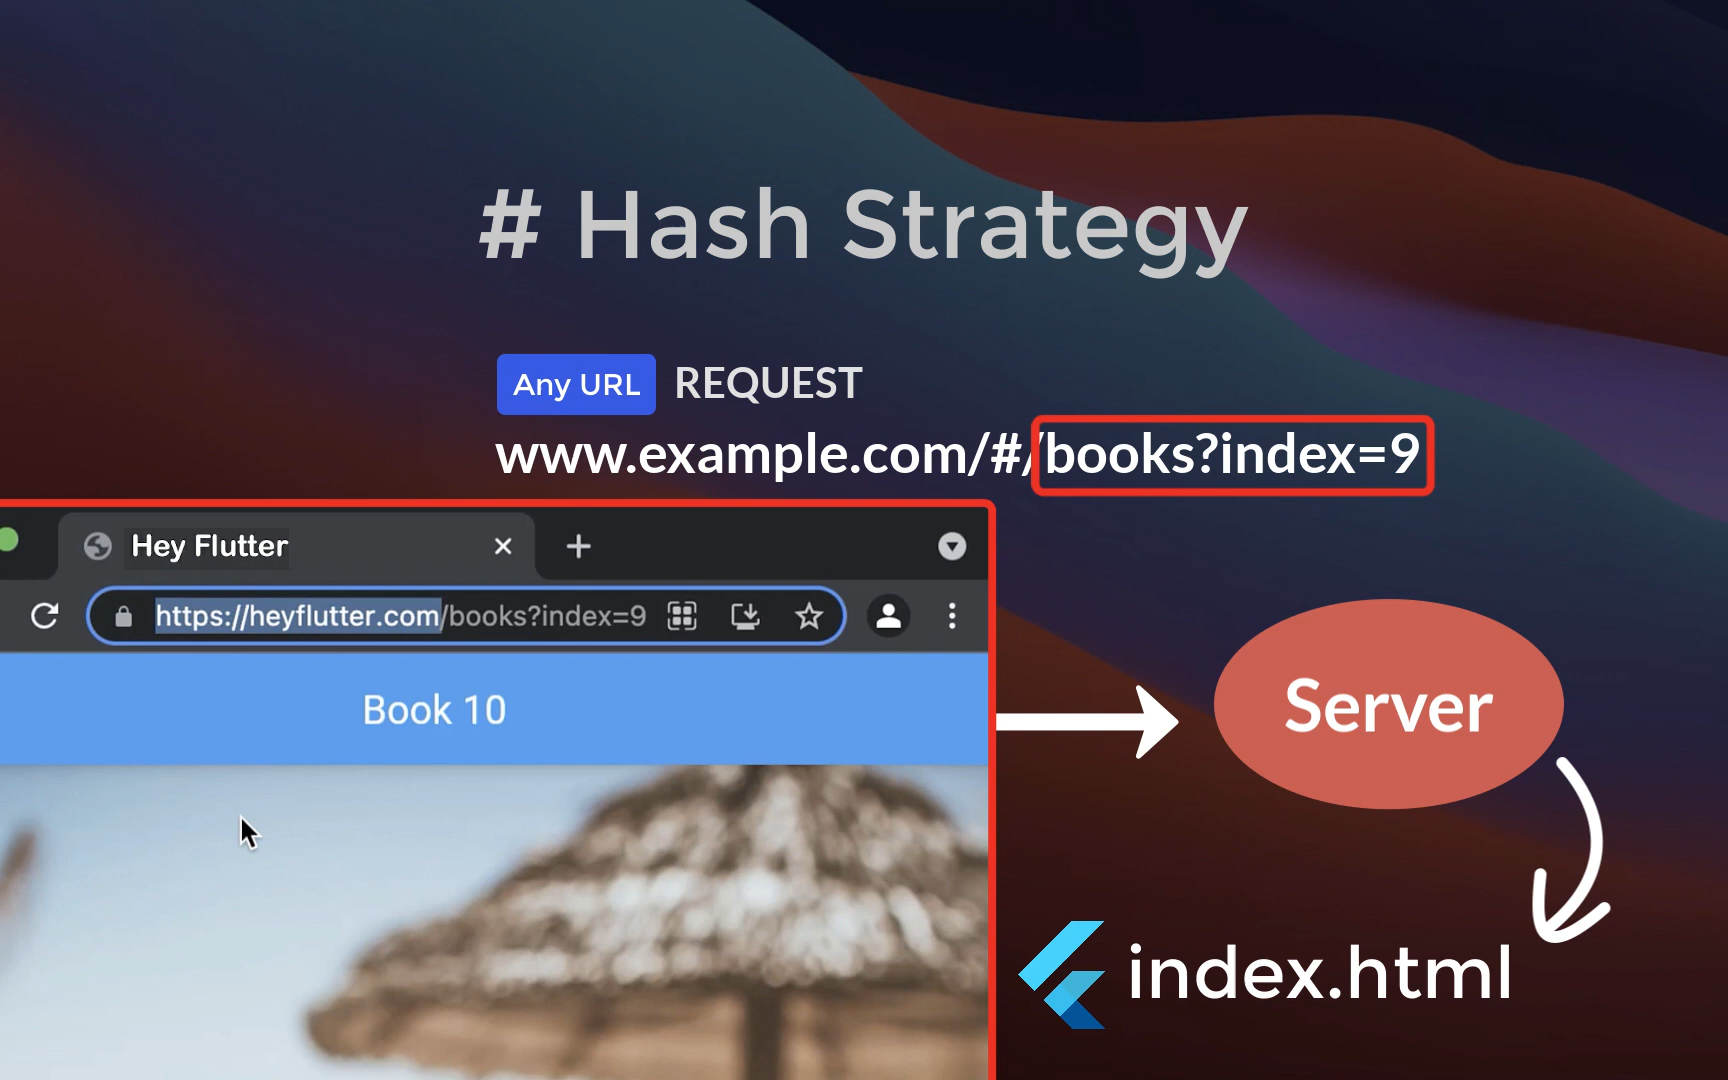 # Hash Strategy
Any URL REQUEST
www.example.com/#/books?index=9
Hey Flutter
https://heyflutter.com/books?index=9
Book 10
Server
index.html